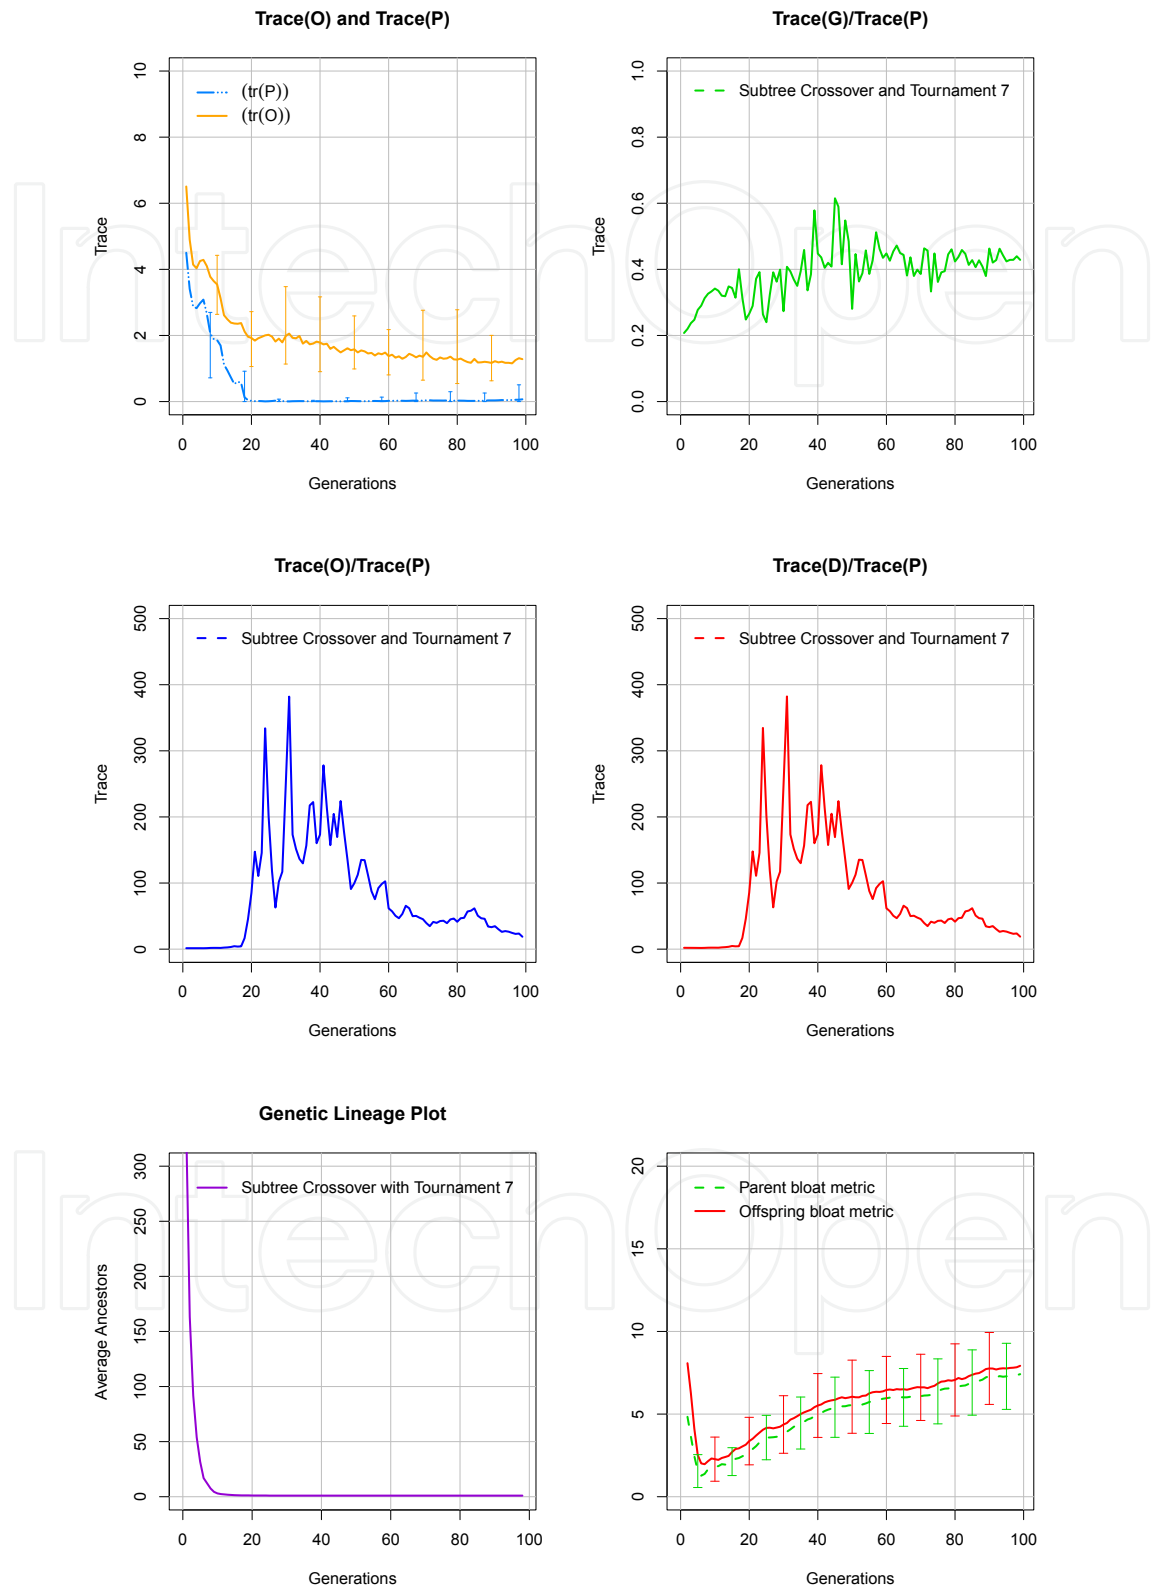 Trace(O) and Trace(P)
10
8
6
4
2
0
Trace
(tr(P))
(tr(O))
0 20 40 60 80 100
Generations
Trace(G)/Trace(P)
1.0
0.8
0.6
0.4
0.2
0.0
Trace
Subtree Crossover and Tournament 7
0 20 40 60 80 100
Generations
Trace(O)/Trace(P)
500
400
300
200
100
0
Trace
Subtree Crossover and Tournament 7
0 20 40 60 80 100
Generations
Trace(D)/Trace(P)
500
400
300
200
100
0
Trace
Subtree Crossover and Tournament 7
0 20 40 60 80 100
Generations
Genetic Lineage Plot
300
250
200
150
100
50
0
Average Ancestors
Subtree Crossover with Tournament 7
0 20 40 60 80 100
Generations
20
15
10
5
0
Parent bloat metric
Offspring bloat metric
0 20 40 60 80 100
Generations
IntechOpen
IntechOpen